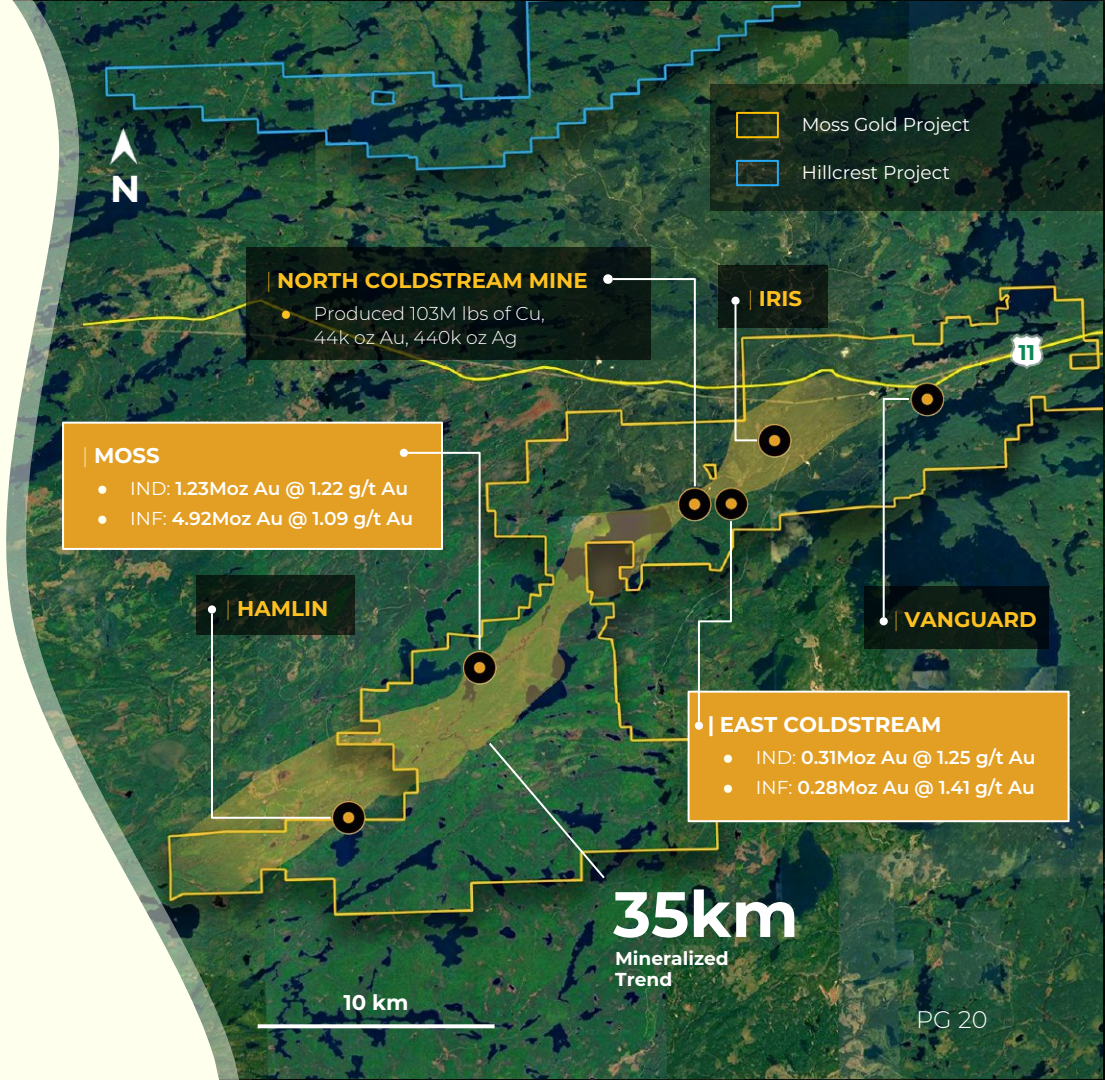 Moss Gold Project
Hillcrest Project
N
| NORTH COLDSTREAM MINE
● Produced 103M lbs of Cu,
44k oz Au, 440k oz Ag
| IRIS
11
| MOSS
● IND: 1.23Moz Au @ 1.22 g/t Au
● INF: 4.92Moz Au @ 1.09 g/t Au
| HAMLIN
| VANGUARD
| EAST COLDSTREAM
● IND: 0.31Moz Au @ 1.25 g/t Au
● INF: 0.28Moz Au @ 1.41 g/t Au
35km
Mineralized
Trend
10 km
PG 20